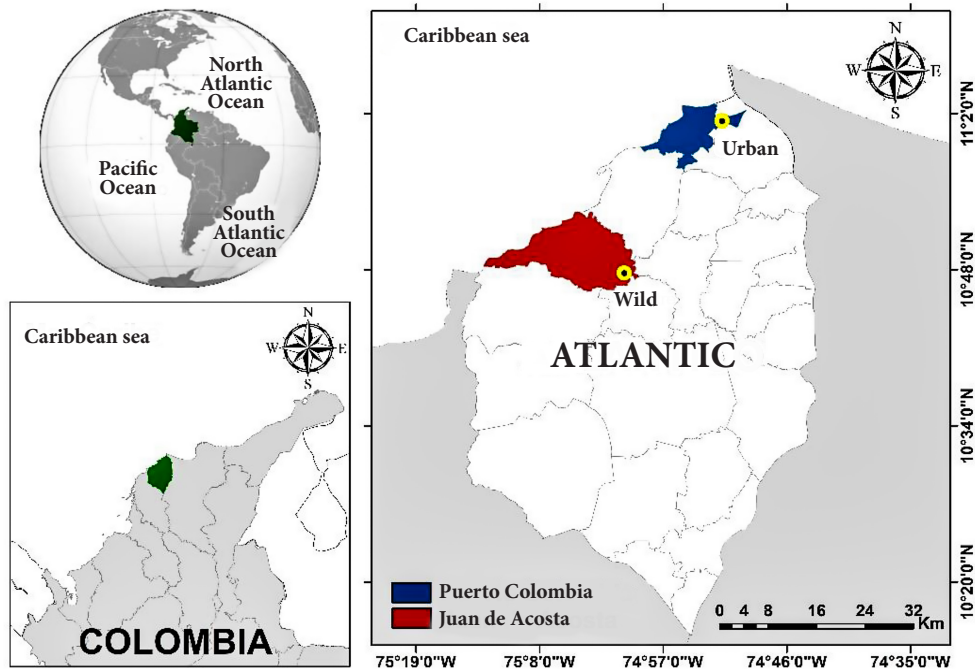 North
Atlantic
Ocean
Pacific
Ocean
South
Atlantic
Ocean
Caribbean sea
N
W
E
S
COLOMBIA
Caribbean sea
N
W
E
S
Urban
Wild
ATLANTIC
Puerto Colombia
Juan de Acosta
0 4 8 16 24 32
Km
11°2'0"N
10°48'0"N
10°34'0"N
10°20'0"N
75°19'0"W 75°8'0"W 74°57'0"W 74°46'0"W 74°35'0"W